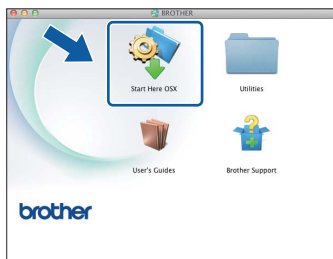 BROTHER
Start Here OSX
Utilities
User's Guides
Brother Support
brother